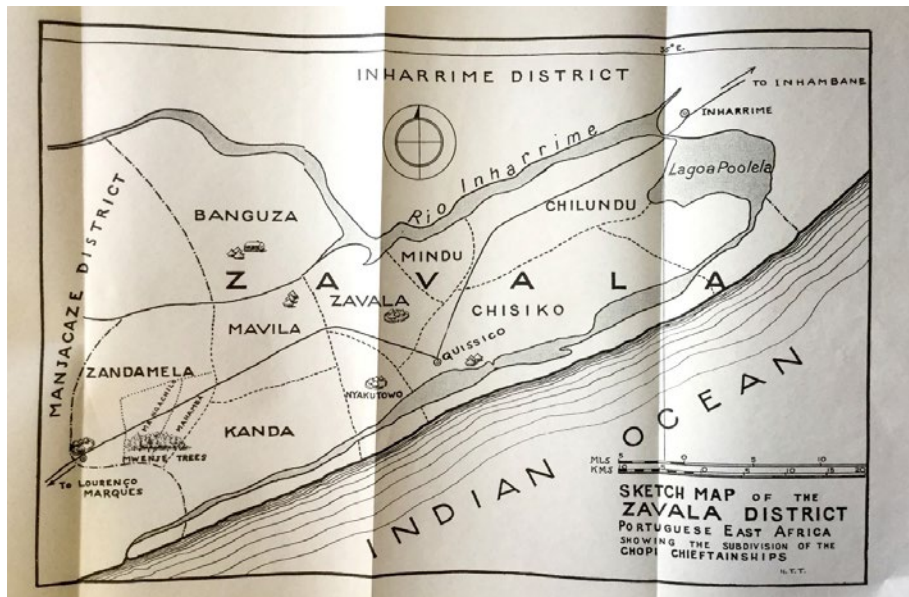 35° E.
INHARRIME DISTRICT
TO INHAMBANE
INHARRIME
Rio Inharrime
Lagoa Poolela
MANJACAZE DISTRICT
BANGUZA
CHILUNDU
MINDU
ZAVALA
ZAVALA
CHISIKO
MAVILA
QUISSICO
ZANDAMELA
MANGACHILA
MAHAMBA
NYAKUTOWO
KANDA
MWENJE TREES
TO LOURENÇO
MARQUES
INDIAN OCEAN
MLS 5 0 5 10
KMS 10 5 0 5 10 15 20
SKETCH MAP OF THE
ZAVALA DISTRICT
PORTUGUESE EAST AFRICA
SHOWING THE SUBDIVISION OF THE
CHOPI CHIEFTAINSHIPS
H.T.T.